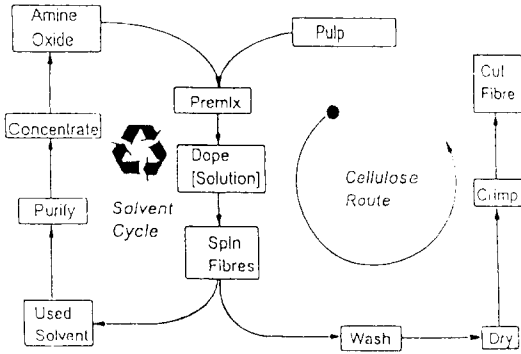 Amine
Oxide
Pulp
Premix
Cut
Fibre
Concentrate
Dope
[Solution]
Cellulose
Route
Purify
Solvent
Cycle
Crimp
Spin
Fibres
Used
Solvent
Wash
Dry